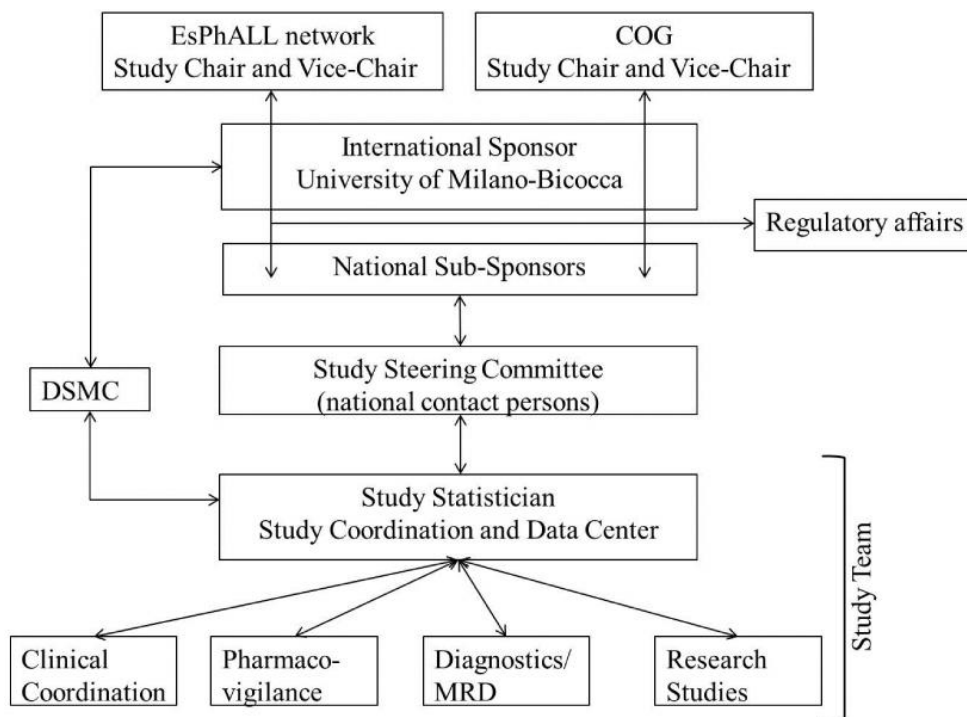 EsPhALL network
Study Chair and Vice-Chair
COG
Study Chair and Vice-Chair
International Sponsor
University of Milano-Bicocca
Regulatory affairs
National Sub-Sponsors
Study Steering Committee
(national contact persons)
DSMC
Study Statistician
Study Coordination and Data Center
Study Team
Clinical
Coordination
Pharmaco-
vigilance
Diagnostics/
MRD
Research
Studies